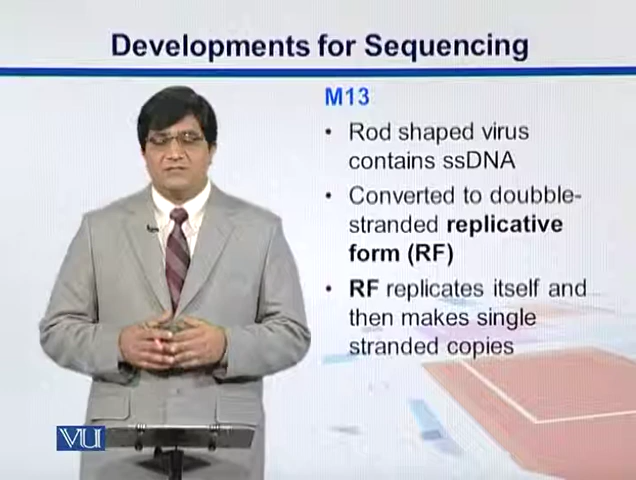 Developments for Sequencing
M13
• Rod shaped virus
contains ssDNA
• Converted to doubble-
stranded replicative
form (RF)
• RF replicates itself and
then makes single
stranded copies
VU